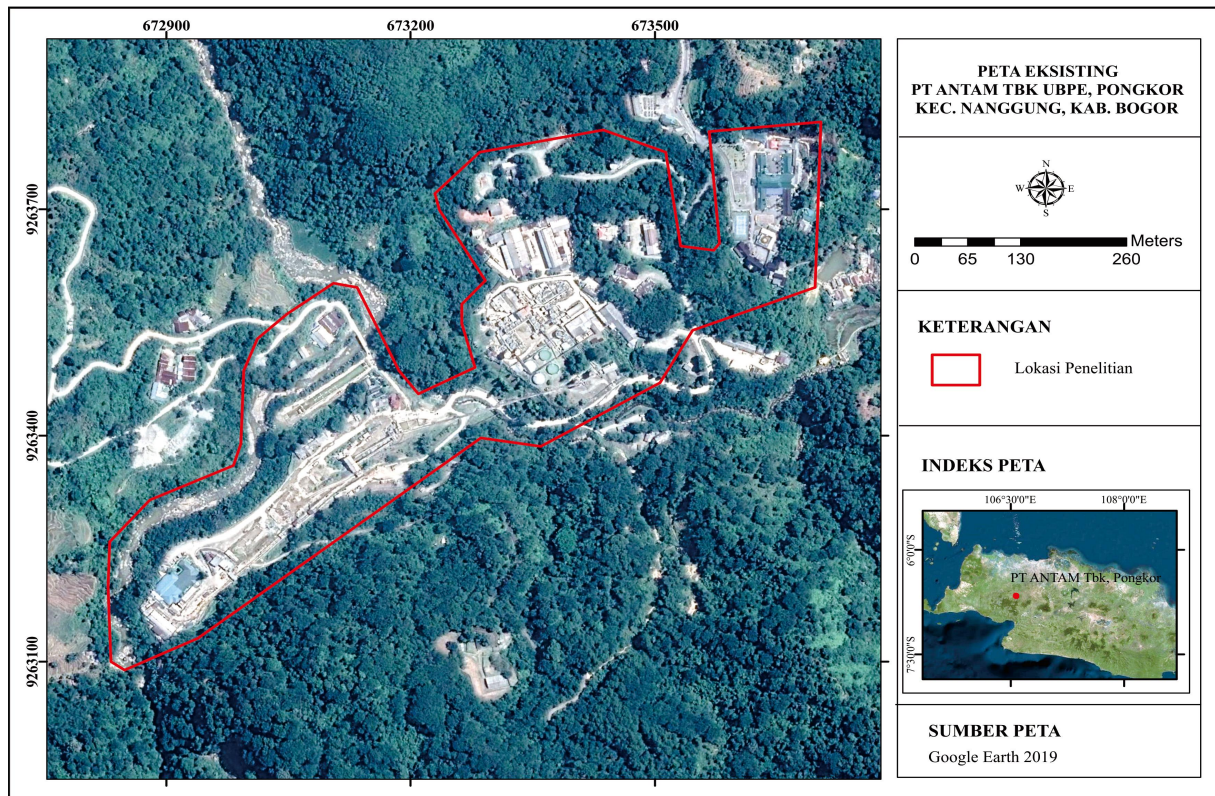 672900
673200
673500
9263700
9263400
9263100
PETA EKSISTING
PT ANTAM TBK UBPE, PONGKOR
KEC. NANGGUNG, KAB. BOGOR
N
W E
S
Meters
0 65 130 260
KETERANGAN
Lokasi Penelitian
INDEKS PETA
106°30'0"E 108°0'0"E
6°0'0"S
PT ANTAM Tbk, Pongkor
7°30'0"S
SUMBER PETA
Google Earth 2019